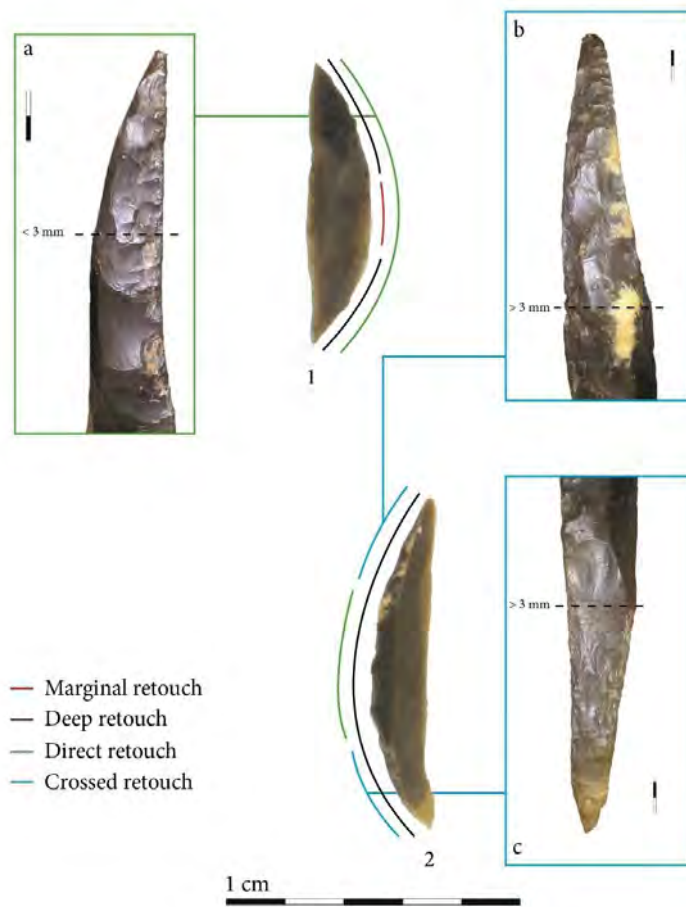 a
b
< 3 mm
> 3 mm
1
> 3 mm
Marginal retouch
Deep retouch
Direct retouch
Crossed retouch
2
c
1 cm